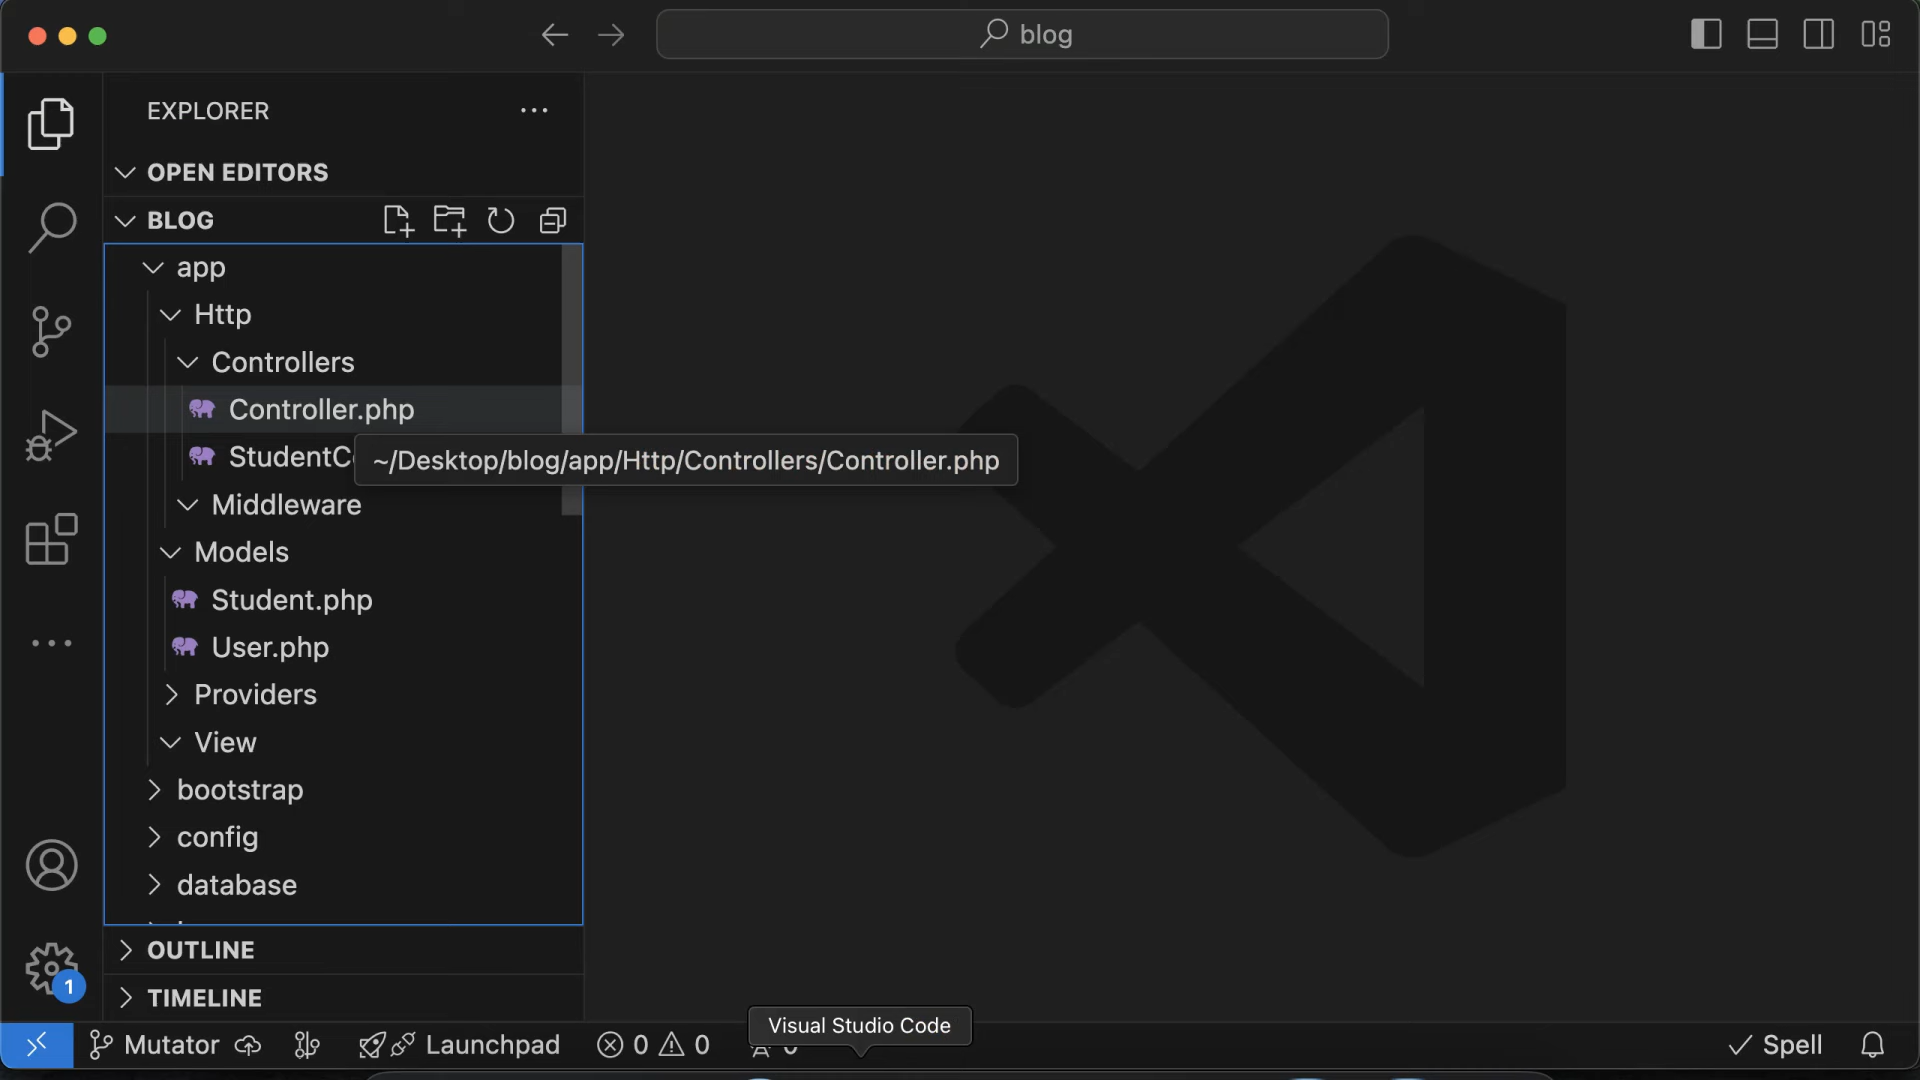 blog
EXPLORER
OPEN EDITORS
BLOG
app
Http
Controllers
Controller.php
~/Desktop/blog/app/Http/Controllers/Controller.php
Middleware
Models
Student.php
User.php
Providers
View
bootstrap
config
database
OUTLINE
1
TIMELINE
Visual Studio Code
Mutator Launchpad 0 0 Spell